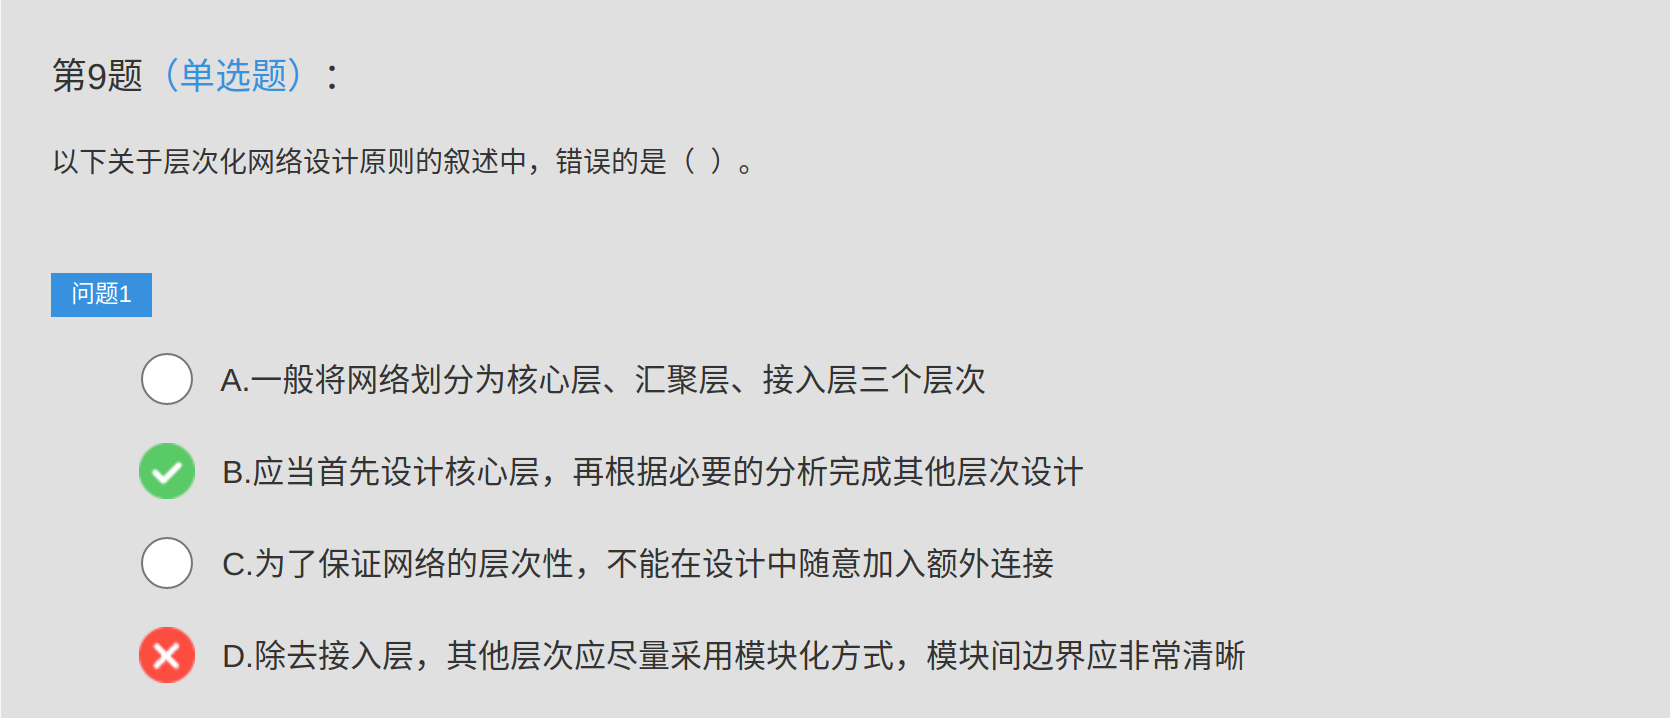 第9题（单选题）：
以下关于层次化网络设计原则的叙述中，错误的是（  ）。
问题1
A.一般将网络划分为核心层、汇聚层、接入层三个层次
B.应当首先设计核心层，再根据必要的分析完成其他层次设计
C.为了保证网络的层次性，不能在设计中随意加入额外连接
D.除去接入层，其他层次应尽量采用模块化方式，模块间边界应非常清晰